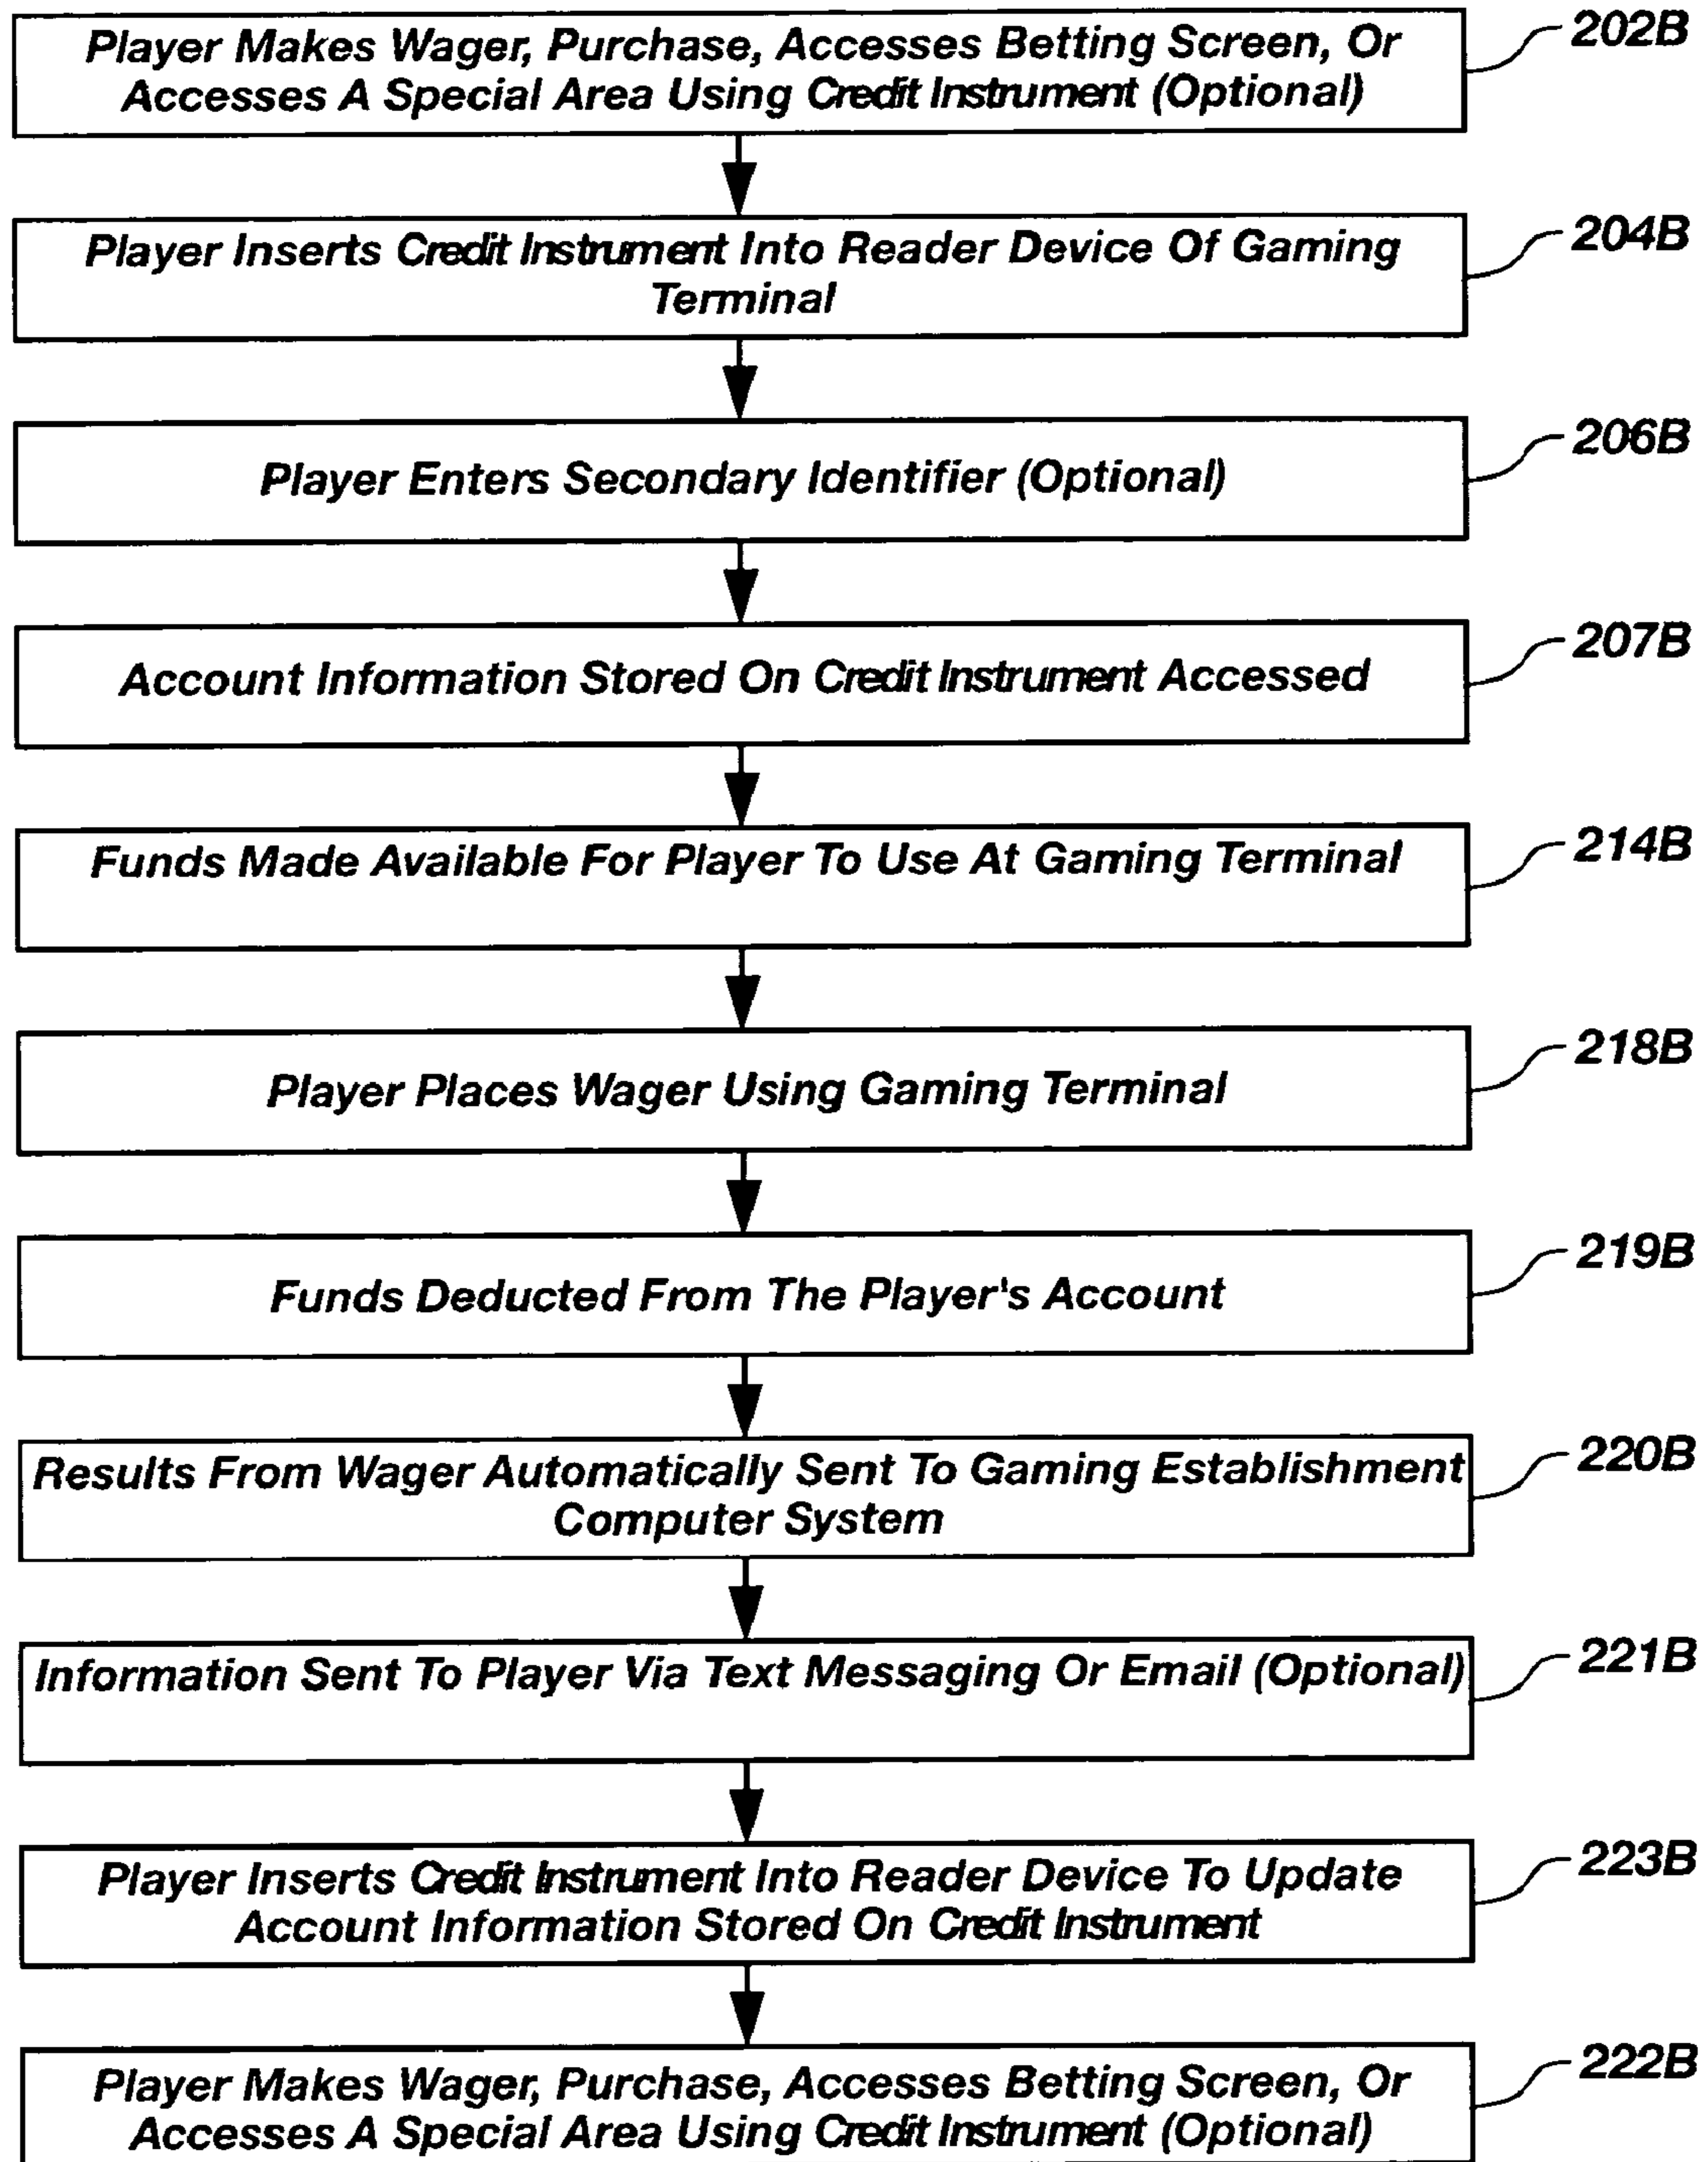 Player Makes Wager, Purchase, Accesses Betting Screen, Or
Accesses A Special Area Using Credit Instrument (Optional)
202B
Player Inserts Credit Instrument Into Reader Device Of Gaming
Terminal
204B
Player Enters Secondary Identifier (Optional)
206B
Account Information Stored On Credit Instrument Accessed
207B
Funds Made Available For Player To Use At Gaming Terminal
214B
Player Places Wager Using Gaming Terminal
218B
Funds Deducted From The Player's Account
219B
Results From Wager Automatically Sent To Gaming Establishment
Computer System
220B
Information Sent To Player Via Text Messaging Or Email (Optional)
221B
Player Inserts Credit Instrument Into Reader Device To Update
Account Information Stored On Credit Instrument
223B
Player Makes Wager, Purchase, Accesses Betting Screen, Or
Accesses A Special Area Using Credit Instrument (Optional)
222B